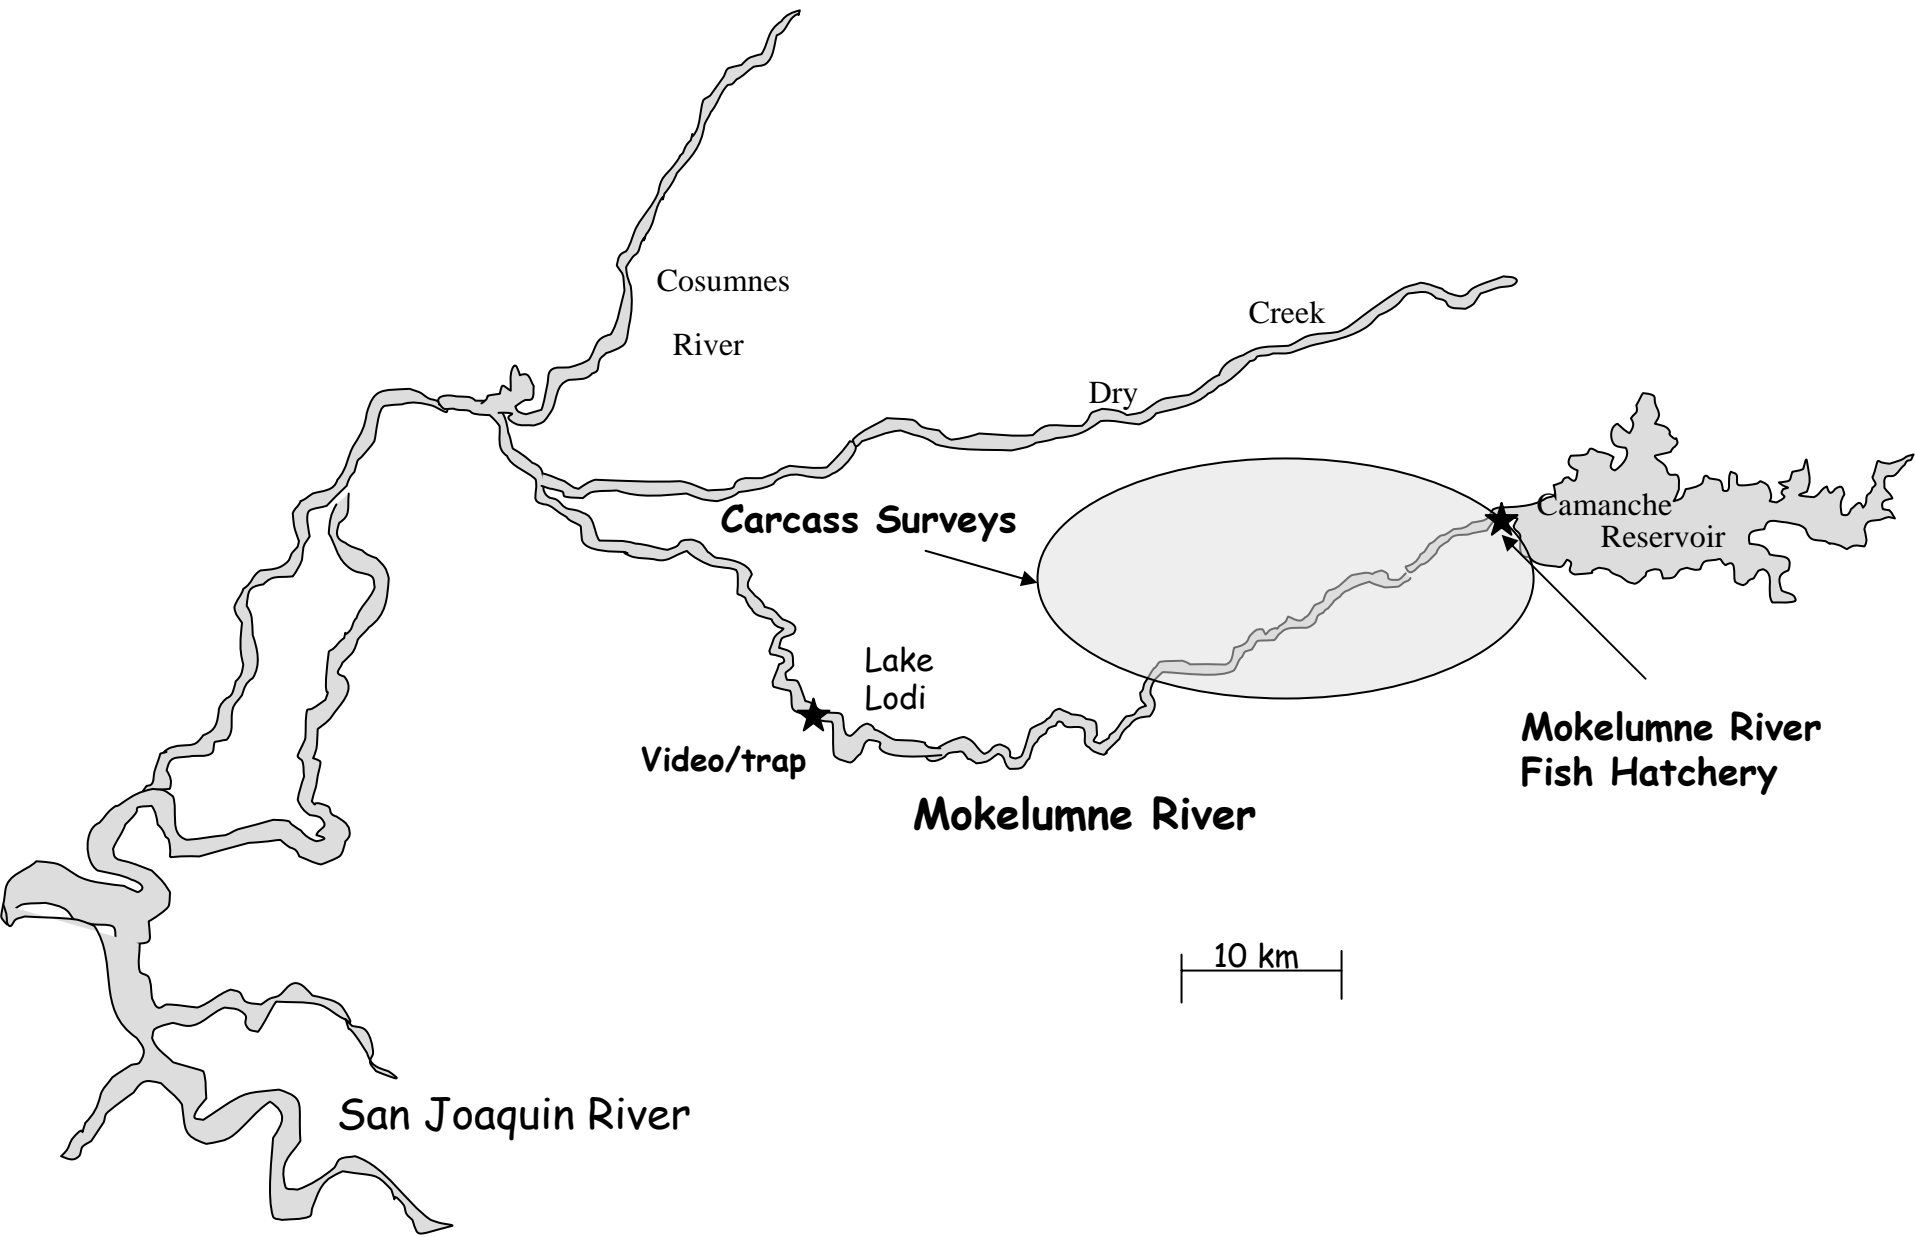 Cosumnes
River
Creek
Dry
Camanche
Reservoir
Carcass Surveys
Lake
Lodi
Video/trap
Mokelumne River
Mokelumne River
Fish Hatchery
10 km
San Joaquin River